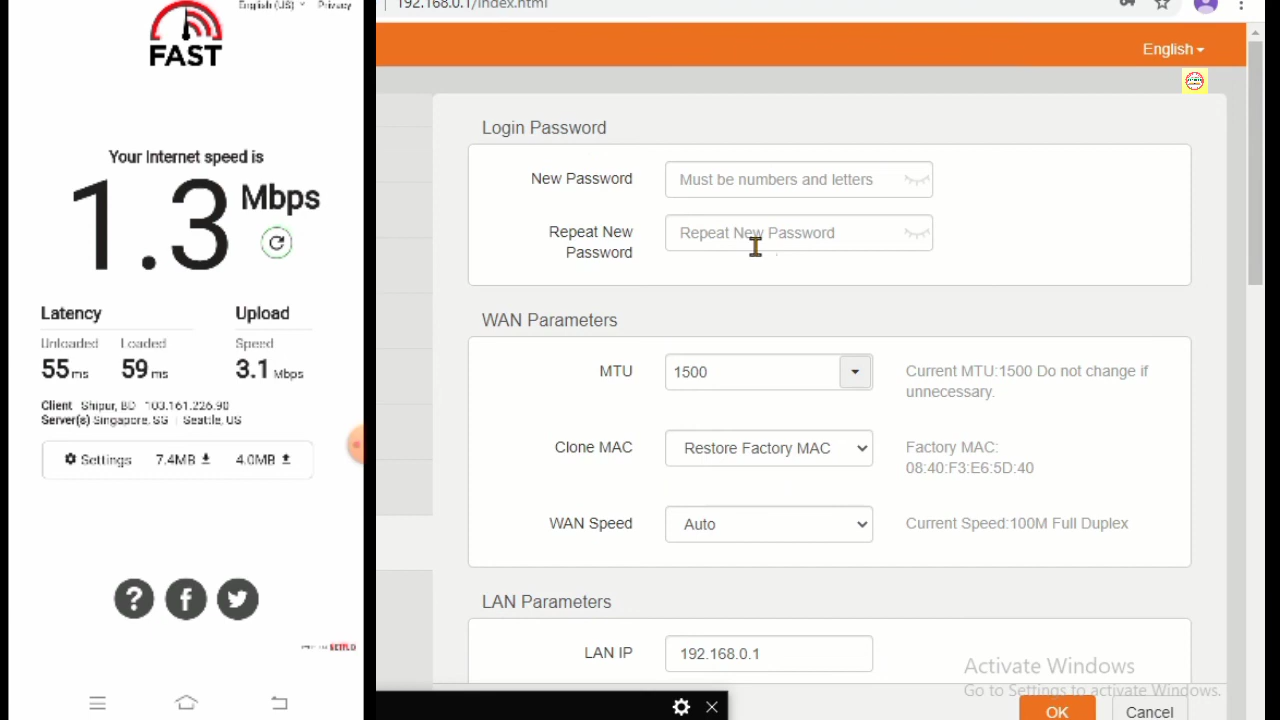 English (US) Privacy
FAST
Your Internet speed is
1.3 Mbps
Latency Upload
Unloaded Loaded Speed
55 ms 59 ms 3.1 Mbps
Client Shipur, BD 103.161.226.90
Server(s) Singapore, SG | Seattle, US
Settings 7.4MB 4.0MB
NETFLIX
192.168.0.1/index.html
English
Login Password
New Password Must be numbers and letters
Repeat New Password Repeat New Password
WAN Parameters
MTU 1500 Current MTU:1500 Do not change if
unnecessary.
Clone MAC Restore Factory MAC Factory MAC:
08:40:F3:E6:5D:40
WAN Speed Auto Current Speed:100M Full Duplex
LAN Parameters
LAN IP 192.168.0.1
Activate Windows
Go to Settings to activate Windows.
OK Cancel